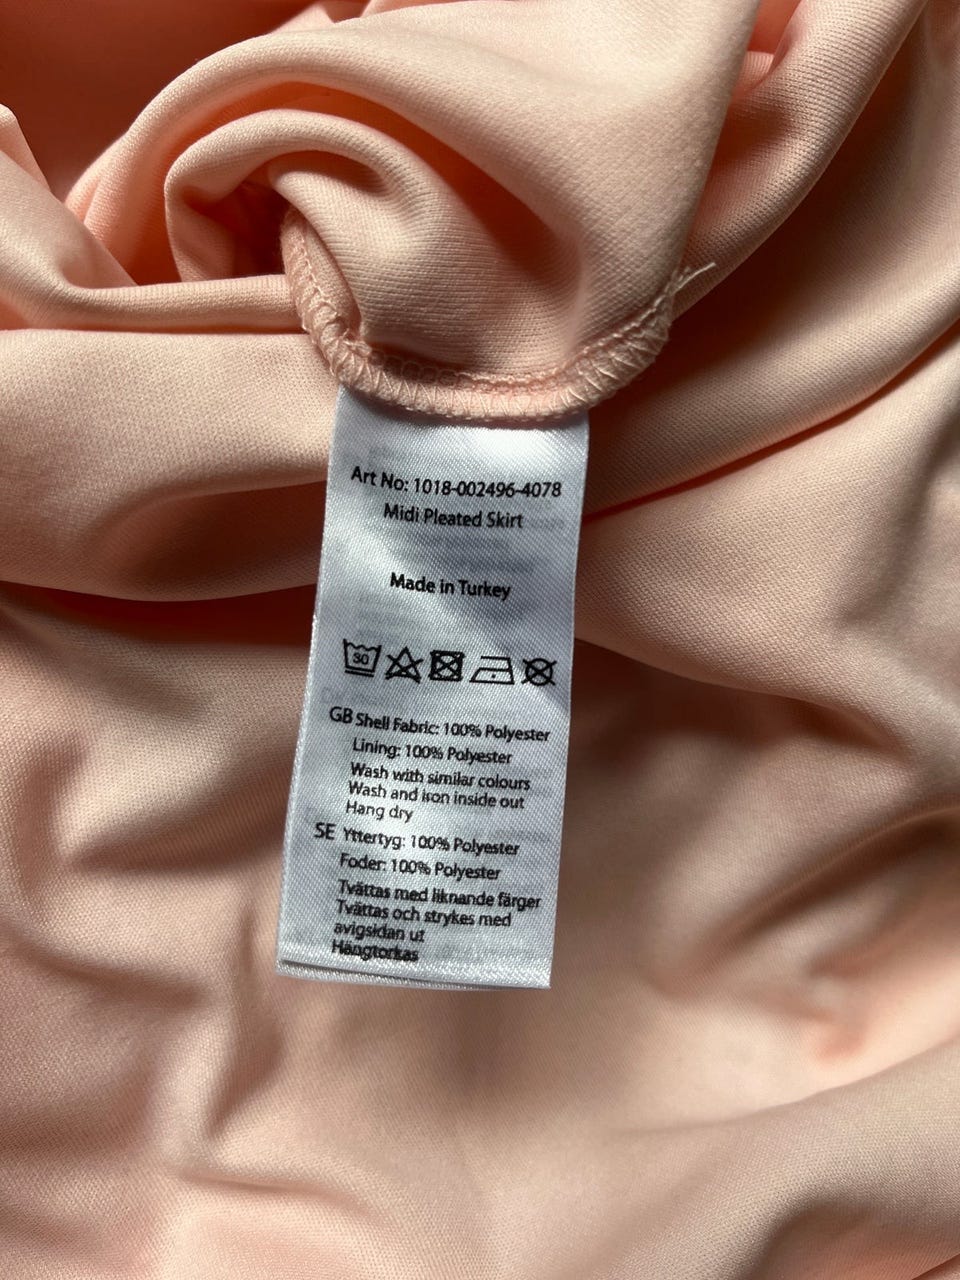 Art No: 1018-002496-4078
Midi Pleated Skirt
Made in Turkey
30
GB Shell Fabric: 100% Polyester
Lining: 100% Polyester
Wash with similar colours
Wash and iron inside out
Hang dry
SE Yttertyg: 100% Polyester
Foder: 100% Polyester
Tvättas med liknande färger
Tvättas och strykes med
avigsidan ut
Hängtorkas